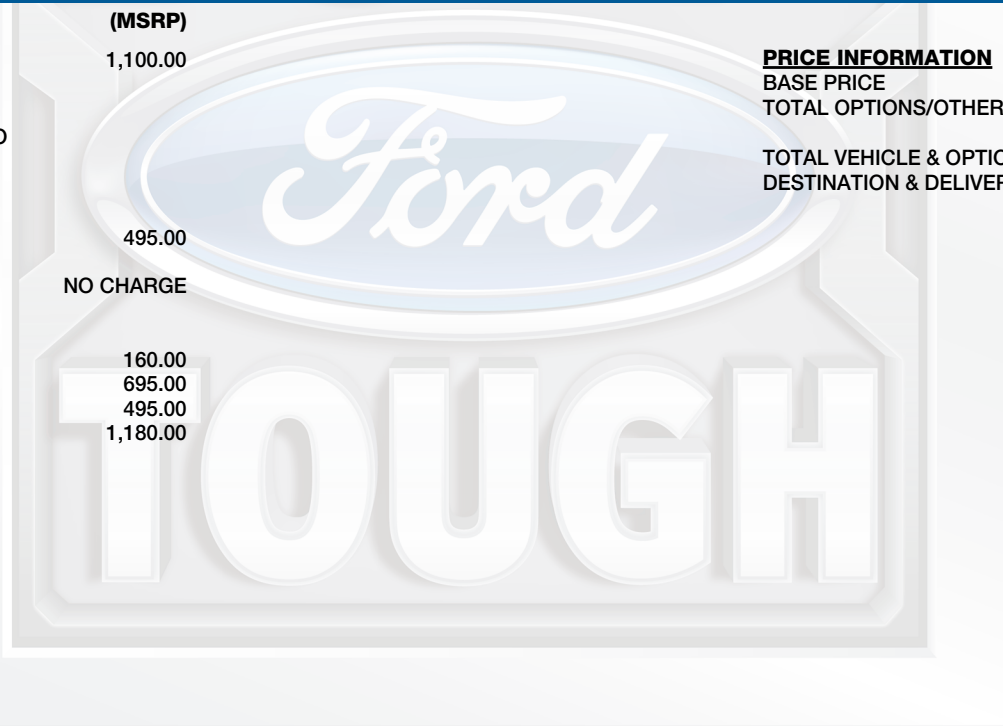 (MSRP)
1,100.00
495.00
NO CHARGE
160.00
695.00
495.00
1,180.00
PRICE INFORMATION
BASE PRICE
TOTAL OPTIONS/OTHER
TOTAL VEHICLE & OPTIO
DESTINATION & DELIVER
Ford
TOUGH